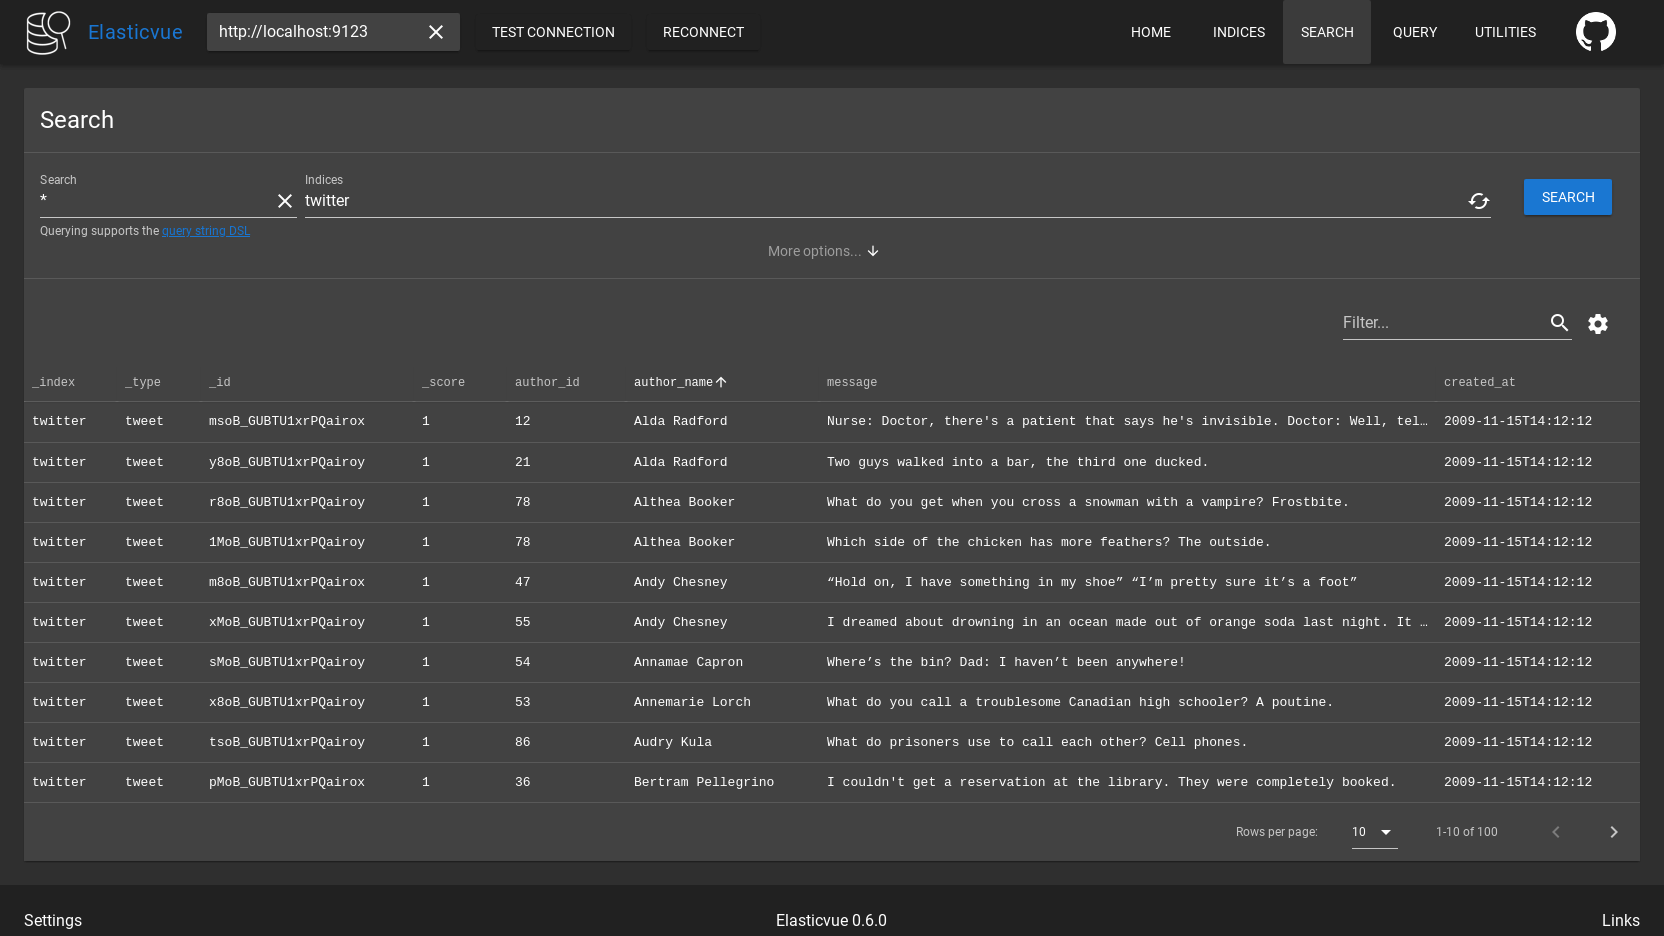 Elasticvue http://localhost:9123 TEST CONNECTION RECONNECT HOME INDICES SEARCH QUERY UTILITIES
Search
Search Indices
* twitter SEARCH
Querying supports the query string DSL
More options...
Filter...
_index _type _id _score author_id author_name message created_at
twitter tweet msoB_GUBTU1xrPQairox 1 12 Alda Radford Nurse: Doctor, there's a patient that says he's invisible. Doctor: Well, tel… 2009-11-15T14:12:12
twitter tweet y8oB_GUBTU1xrPQairoy 1 21 Alda Radford Two guys walked into a bar, the third one ducked. 2009-11-15T14:12:12
twitter tweet r8oB_GUBTU1xrPQairoy 1 78 Althea Booker What do you get when you cross a snowman with a vampire? Frostbite. 2009-11-15T14:12:12
twitter tweet 1MoB_GUBTU1xrPQairoy 1 78 Althea Booker Which side of the chicken has more feathers? The outside. 2009-11-15T14:12:12
twitter tweet m8oB_GUBTU1xrPQairox 1 47 Andy Chesney “Hold on, I have something in my shoe” “I’m pretty sure it’s a foot” 2009-11-15T14:12:12
twitter tweet xMoB_GUBTU1xrPQairoy 1 55 Andy Chesney I dreamed about drowning in an ocean made out of orange soda last night. It … 2009-11-15T14:12:12
twitter tweet sMoB_GUBTU1xrPQairoy 1 54 Annamae Capron Where’s the bin? Dad: I haven’t been anywhere! 2009-11-15T14:12:12
twitter tweet x8oB_GUBTU1xrPQairoy 1 53 Annemarie Lorch What do you call a troublesome Canadian high schooler? A poutine. 2009-11-15T14:12:12
twitter tweet tsoB_GUBTU1xrPQairoy 1 86 Audry Kula What do prisoners use to call each other? Cell phones. 2009-11-15T14:12:12
twitter tweet pMoB_GUBTU1xrPQairox 1 36 Bertram Pellegrino I couldn't get a reservation at the library. They were completely booked. 2009-11-15T14:12:12
Rows per page: 10 1-10 of 100
Settings Elasticvue 0.6.0 Links